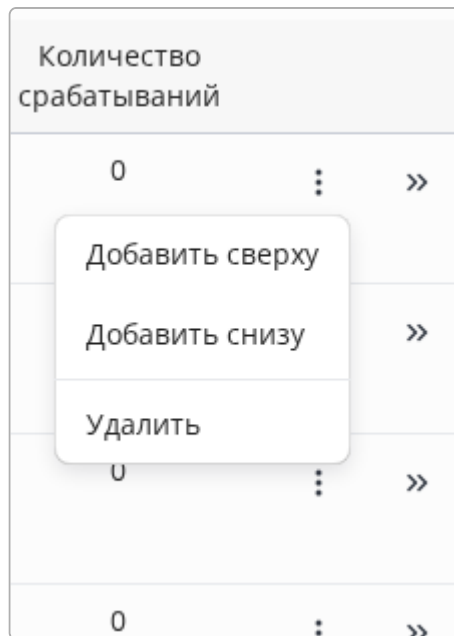 Количество
срабатываний
0
Добавить сверху
Добавить снизу
Удалить
0
0